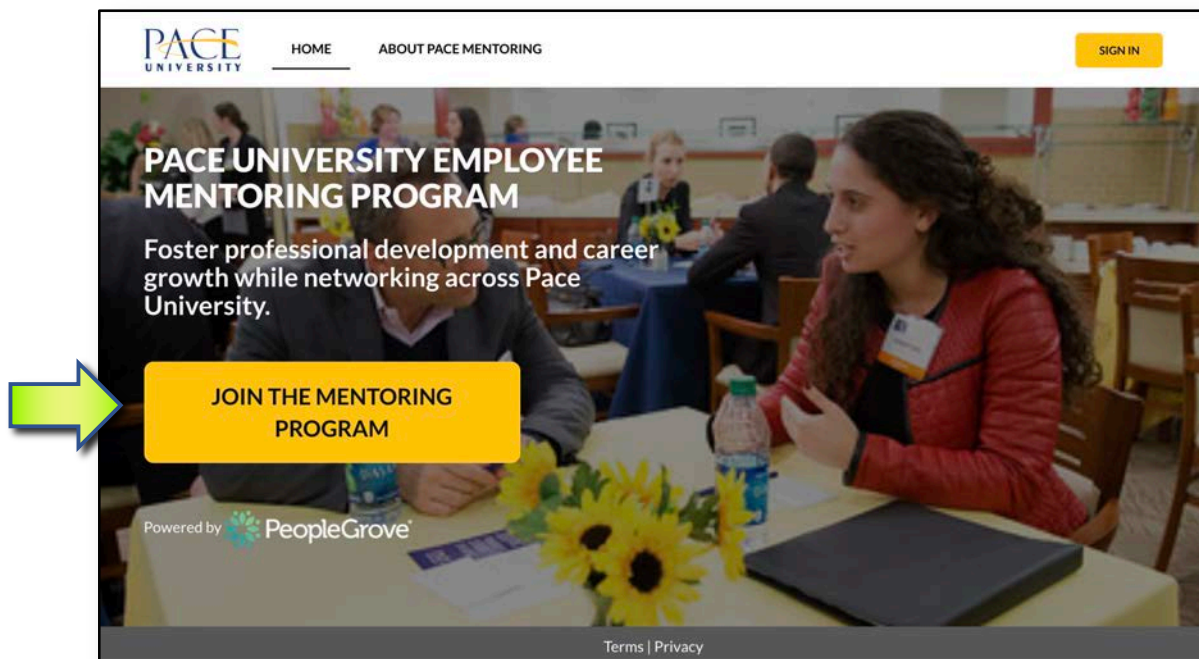 PACE
UNIVERSITY
HOME
ABOUT PACE MENTORING
SIGN IN
PACE UNIVERSITY EMPLOYEE
MENTORING PROGRAM
Foster professional development and career
growth while networking across Pace
University.
JOIN THE MENTORING
PROGRAM
Powered by PeopleGrove
Terms | Privacy